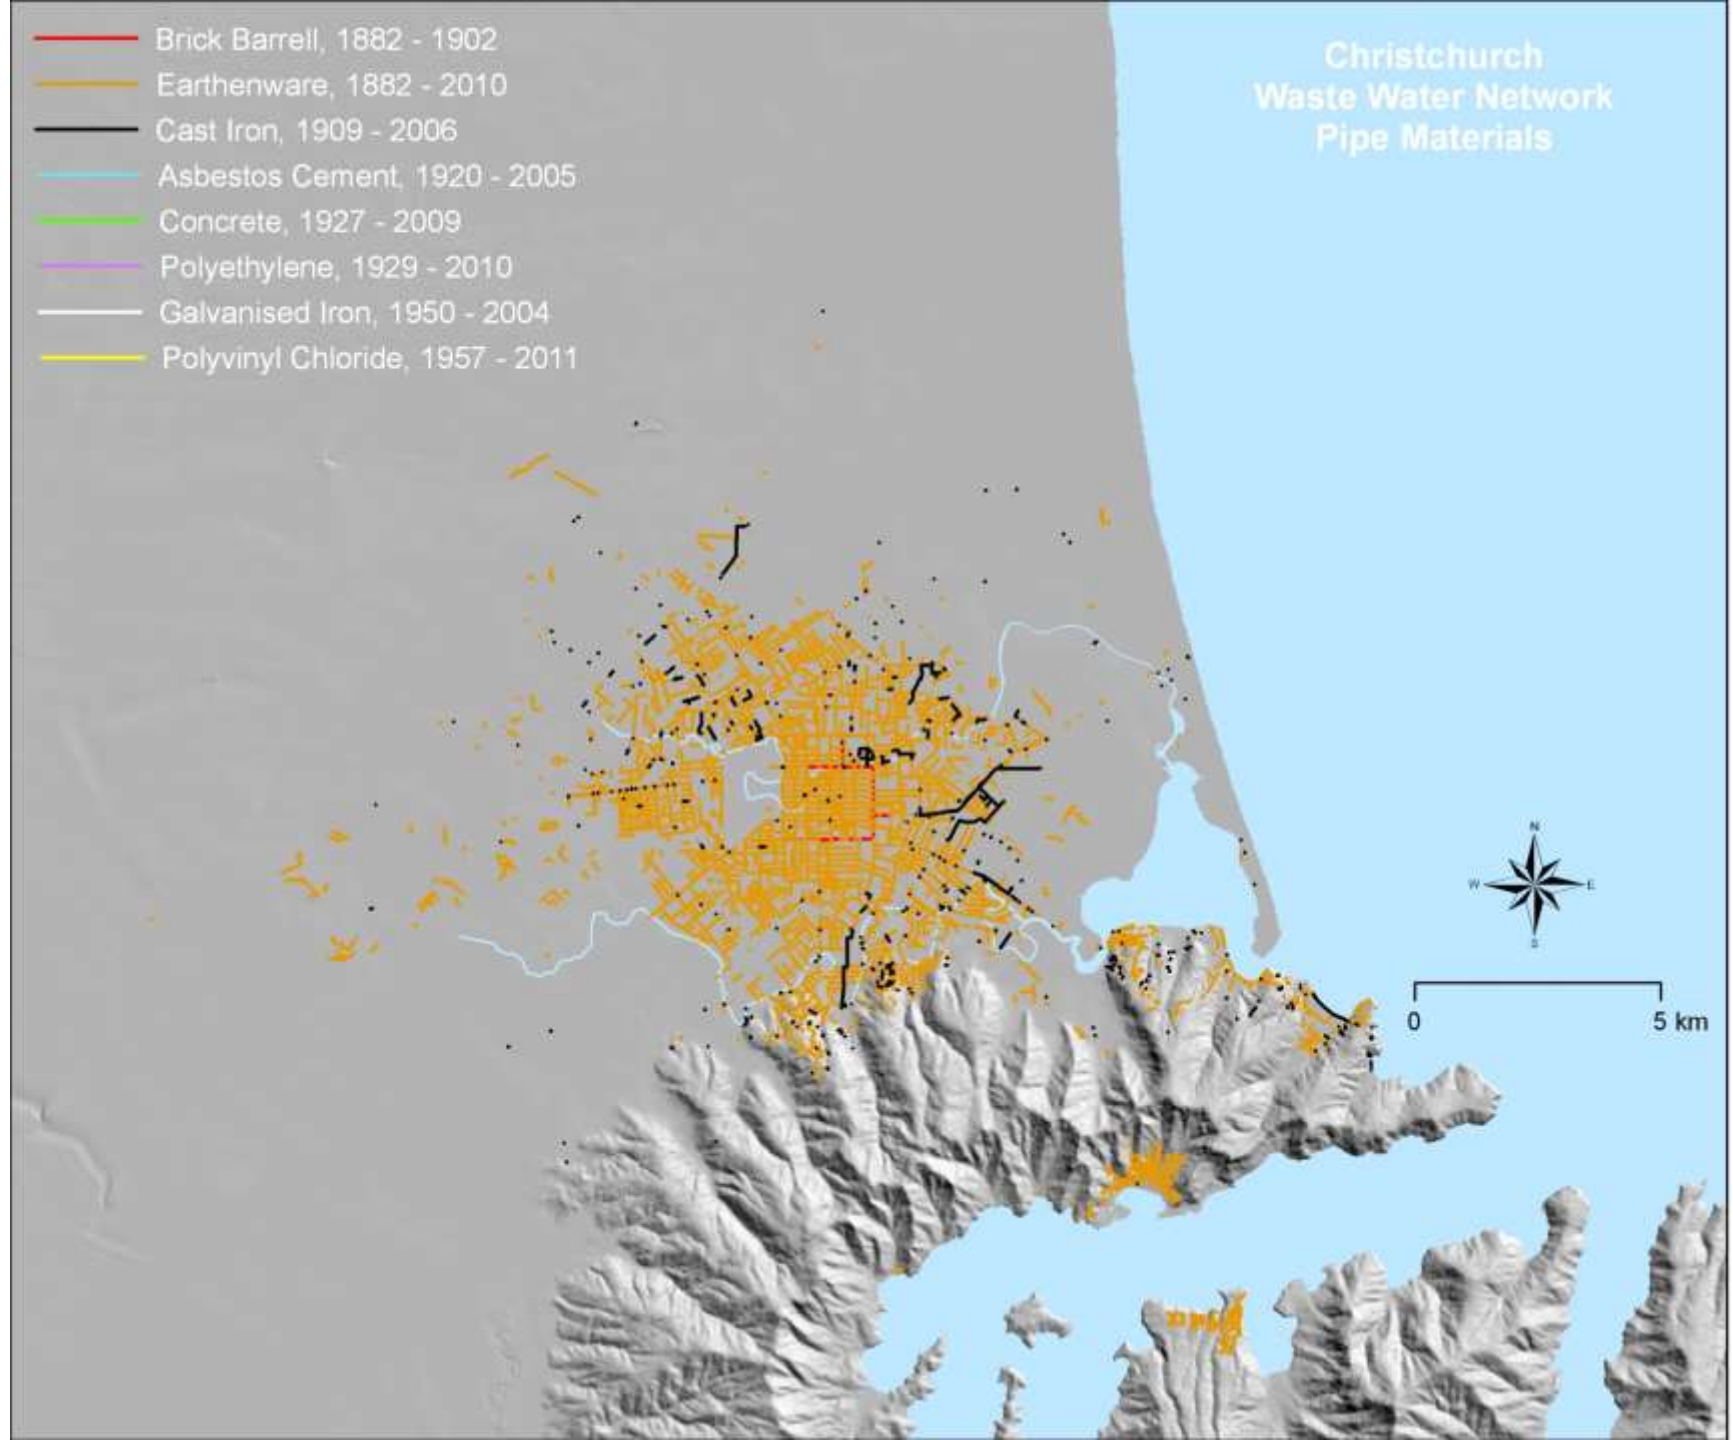 Brick Barrell, 1882 - 1902
Earthenware, 1882 - 2010
Cast Iron, 1909 - 2006
Asbestos Cement, 1920 - 2005
Concrete, 1927 - 2009
Polyethylene, 1929 - 2010
Galvanised Iron, 1950 - 2004
Polyvinyl Chloride, 1957 - 2011
Christchurch
Waste Water Network
Pipe Materials
N
W E
S
0 5 km